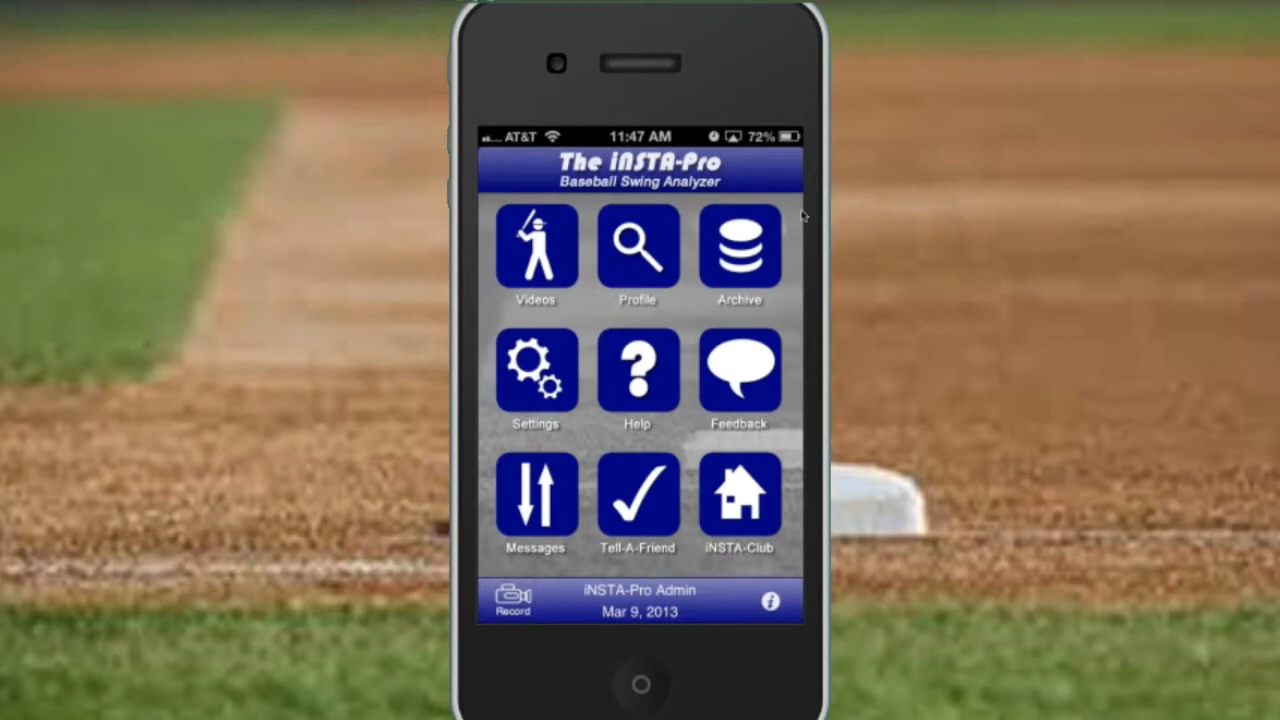 AT&T 11:47 AM 72%
The iNSTA-Pro
Baseball Swing Analyzer
Videos Profile Archive
Settings Help Feedback
Messages Tell-A-Friend iNSTA-Club
iNSTA-Pro Admin
Record Mar 9, 2013